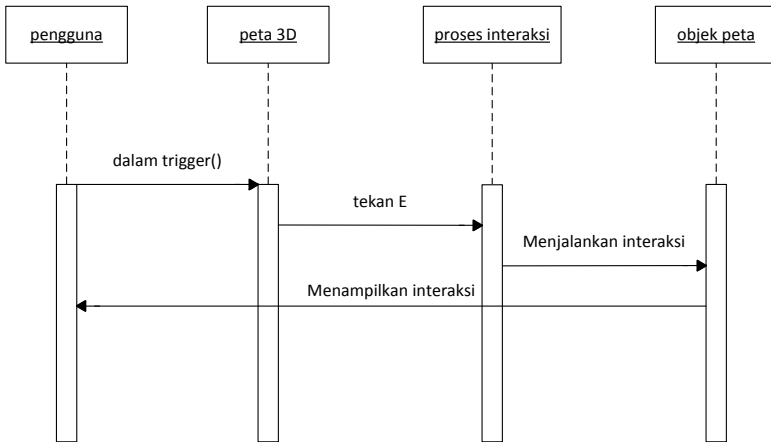 pengguna
peta 3D
proses interaksi
objek peta
dalam trigger()
tekan E
Menjalankan interaksi
Menampilkan interaksi